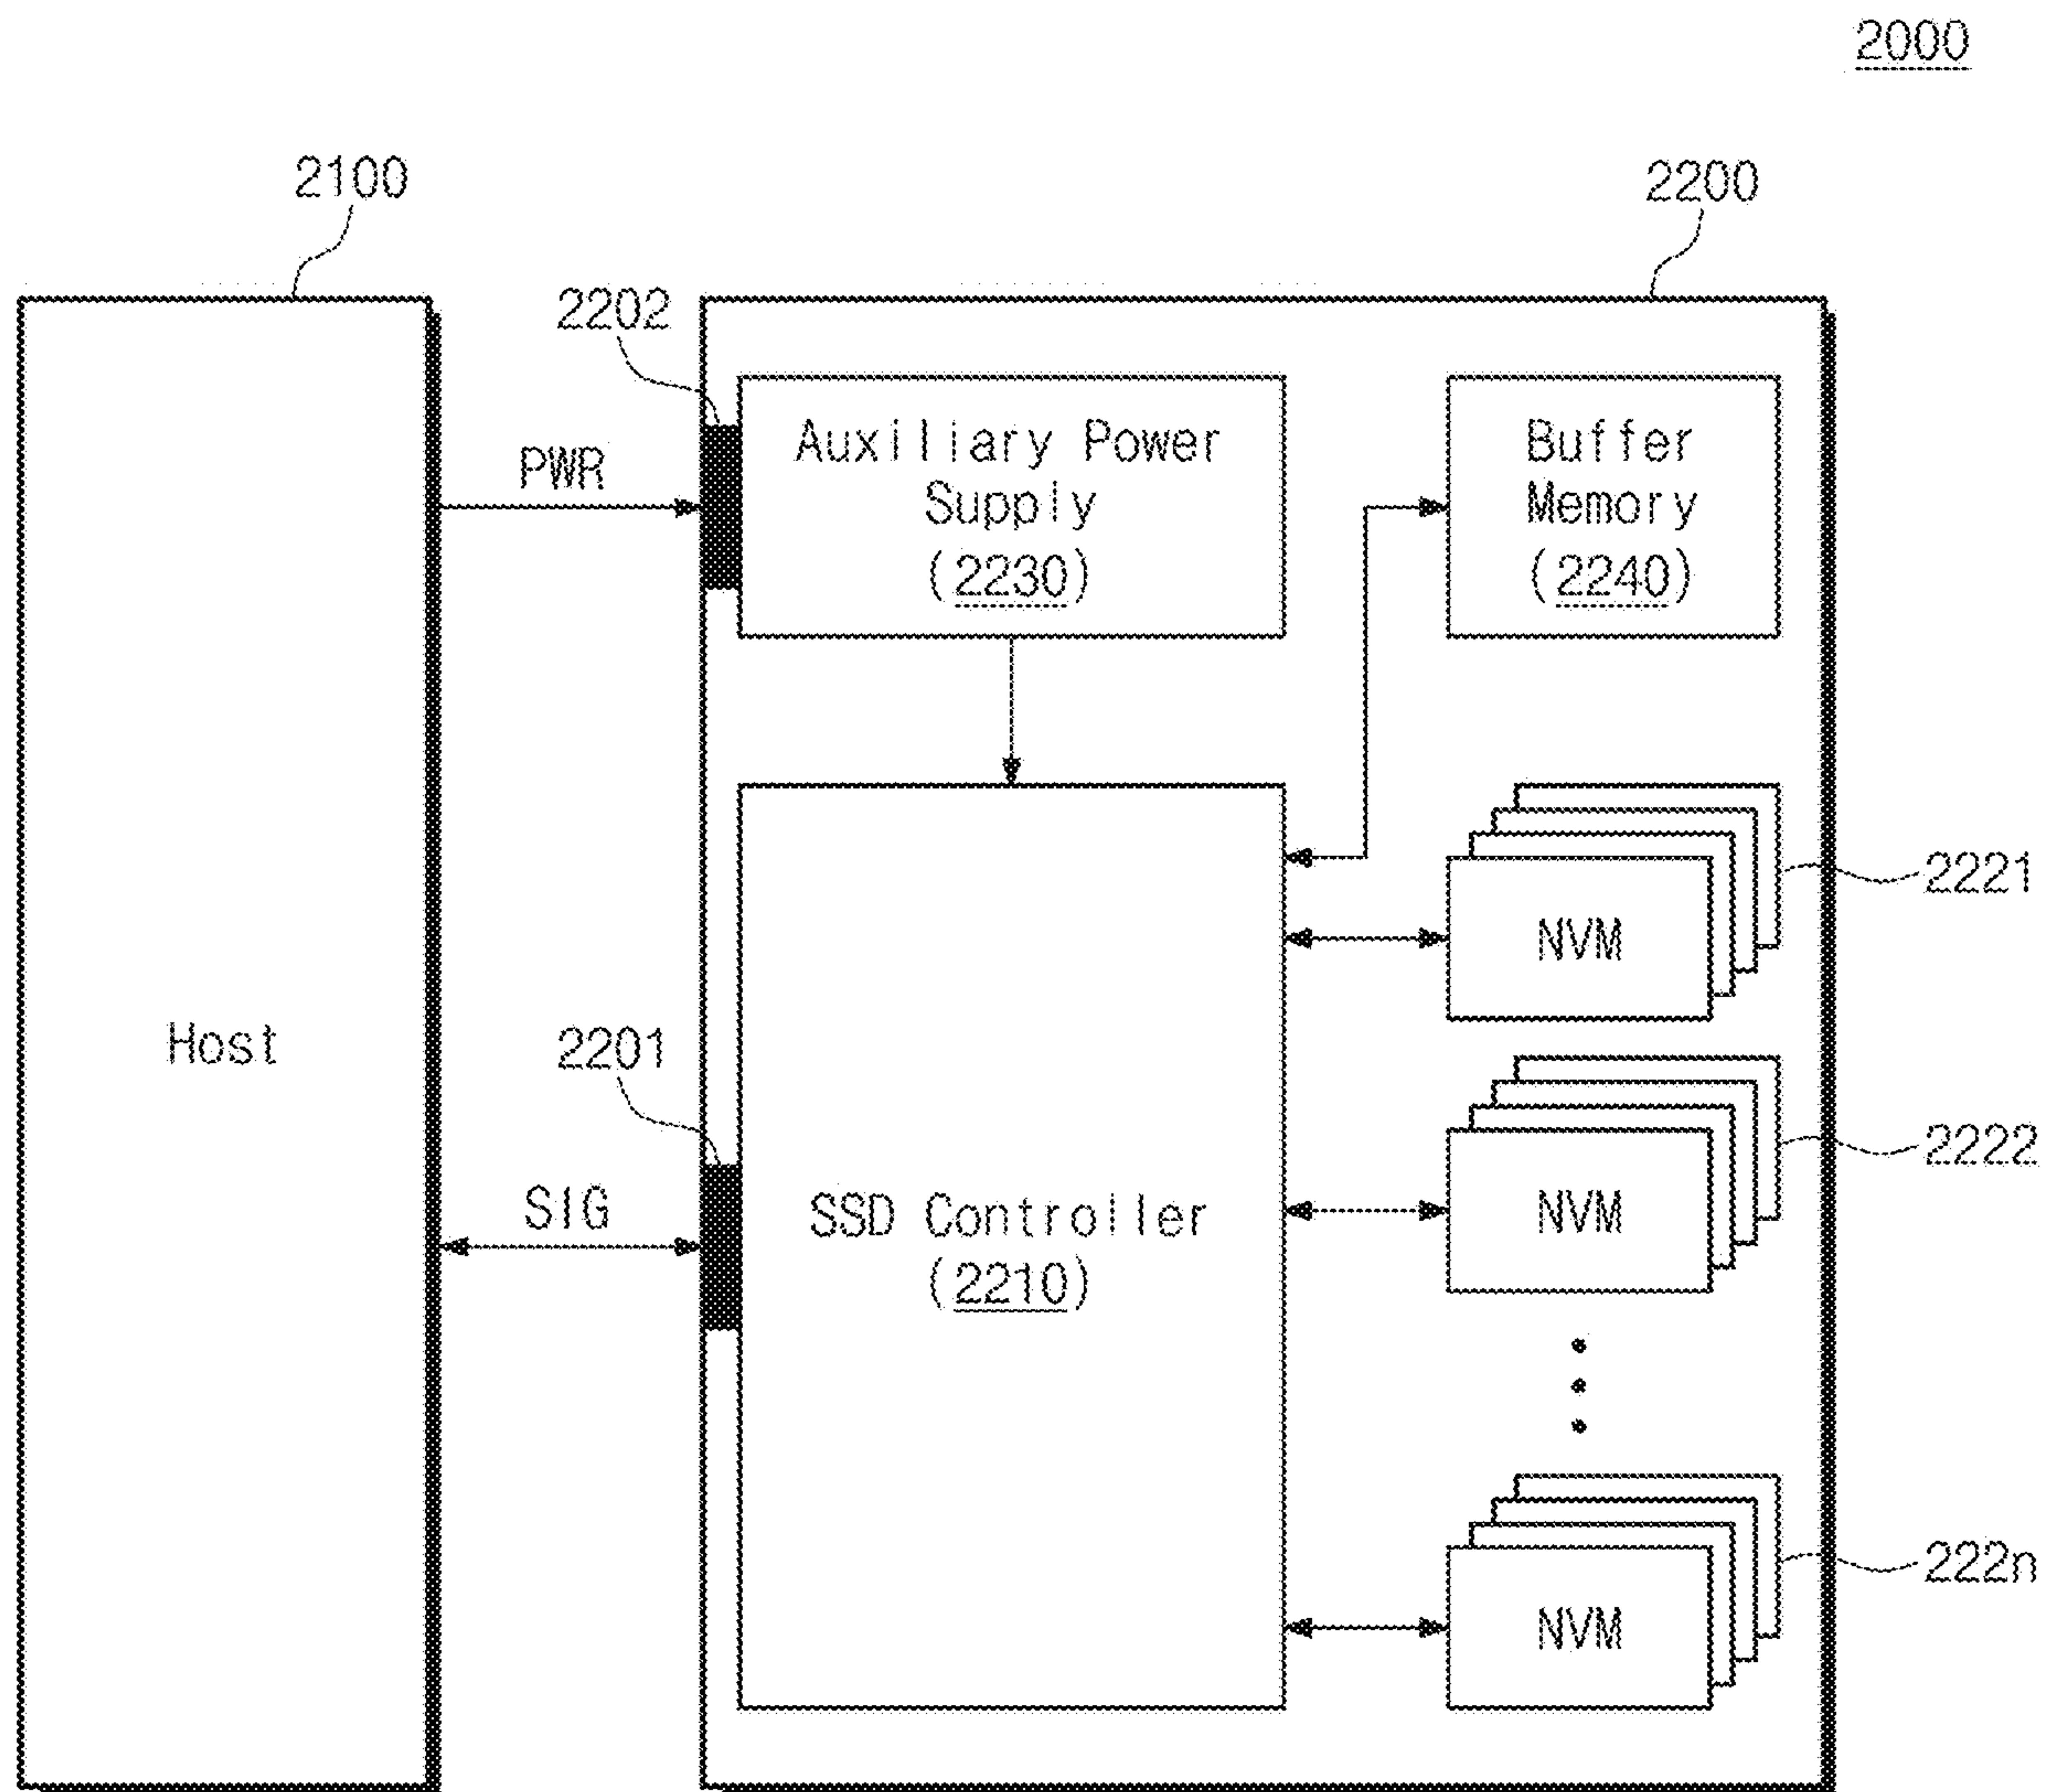 2000
2100
2200
2202
PWR
Auxiliary Power
Supply
(2230)
Buffer
Memory
(2240)
2221
NVM
Host
2201
SIG
SSD Controller
(2210)
2222
NVM
222n
NVM